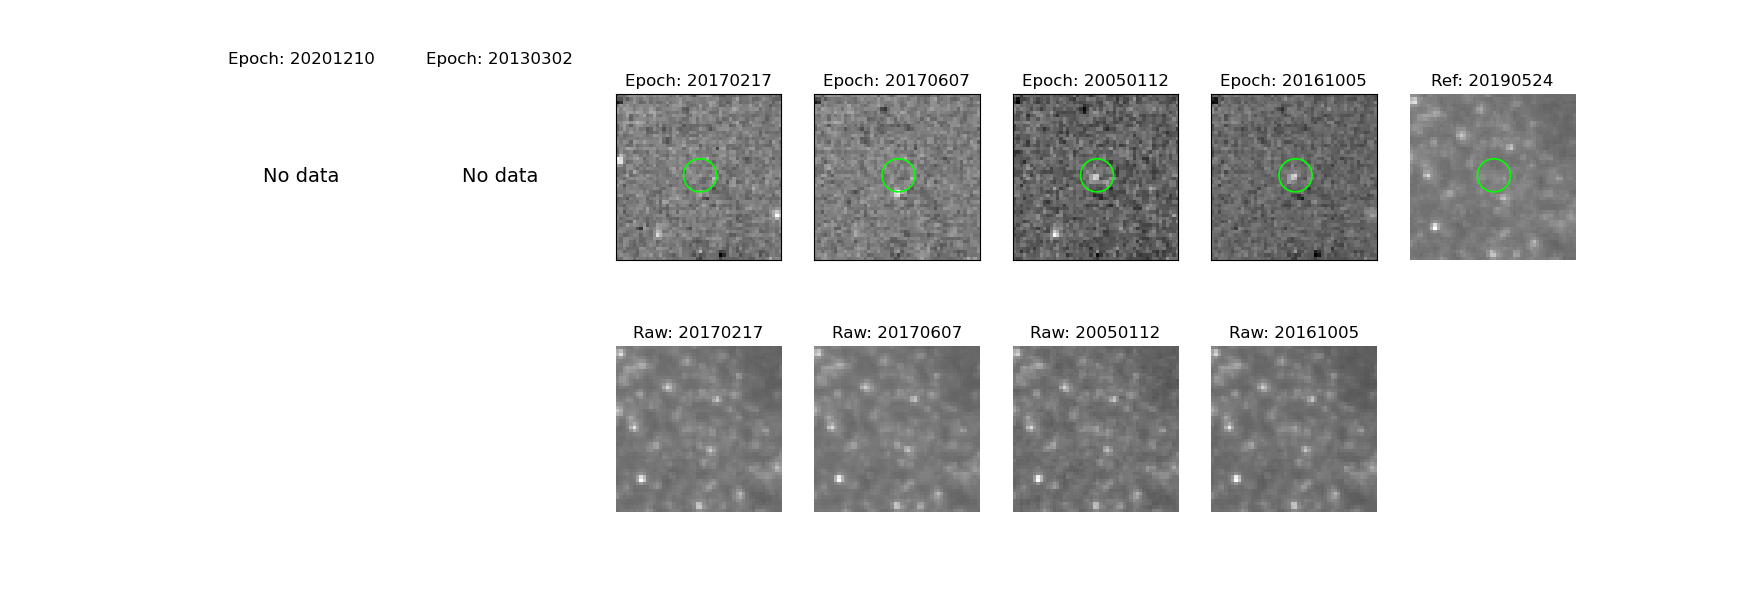 Epoch: 20201210
Epoch: 20130302
Epoch: 20170217
Epoch: 20170607
Epoch: 20050112
Epoch: 20161005
Ref: 20190524
No data
No data
Raw: 20170217
Raw: 20170607
Raw: 20050112
Raw: 20161005